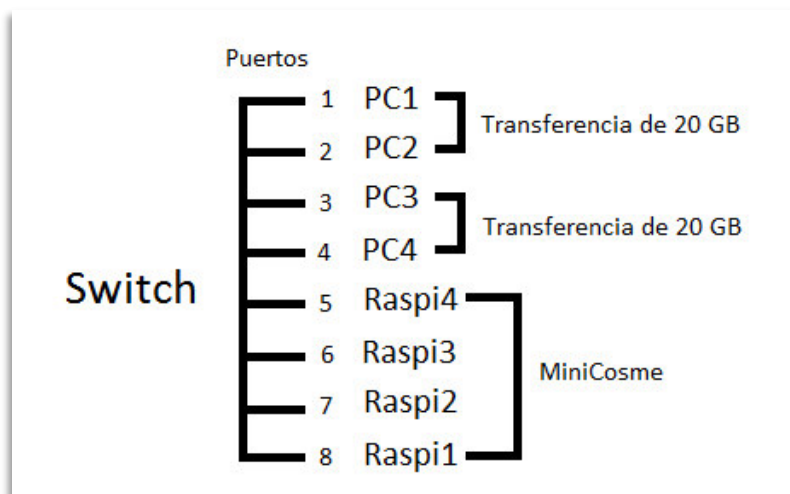 Puertos
1 PC1
Transferencia de 20 GB
2 PC2
3 PC3
Transferencia de 20 GB
4 PC4
Switch
5 Raspi4
6 Raspi3
MiniCosme
7 Raspi2
8 Raspi1